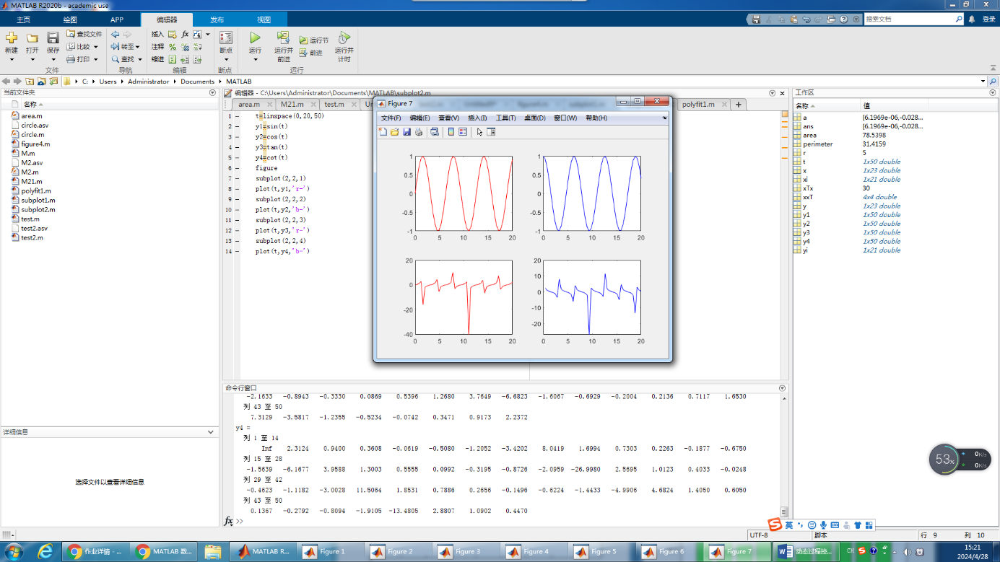 MATLAB R2020b - academic use
主页 绘图 APP 编辑器 发布 视图
搜索文档 登录
新建 打开 保存 查找文件 比较 打印
转至 查找
插入 fx 注释 缩进
断点 运行 运行并前进 运行节 前进 运行并计时
文件 导航 编辑 断点 运行
C: Users Administrator Documents MATLAB
当前文件夹
名称
area.m
circle.asv
circle.m
figure4.m
M.m
M2.asv
M2.m
M21.m
polyfit1.m
subplot1.m
subplot2.m
test.m
test2.asv
test2.m
详细信息
选择文件以查看详细信息
编辑器 - C:\Users\Administrator\Documents\MATLAB\subplot2.m
area.m M21.m test.m polyfit1.m
1 t=linspace(0,20,50)
2 y1=sin(t)
3 y2=cos(t)
4 y3=tan(t)
5 y4=cot(t)
6 figure
7 subplot(2,2,1)
8 plot(t,y1,'r-')
9 subplot(2,2,2)
10 plot(t,y2,'b-')
11 subplot(2,2,3)
12 plot(t,y3,'r-')
13 subplot(2,2,4)
14 plot(t,y4,'b-')
Figure 7
文件(F) 编辑(E) 查看(V) 插入(I) 工具(T) 桌面(D) 窗口(W) 帮助(H)
1 0.5 0 -0.5 -1
0 5 10 15 20
1 0.5 0 -0.5 -1
0 5 10 15 20
20 0 -20 -40
0 5 10 15 20
20 10 0 -10 -20
0 5 10 15 20
命令行窗口
-2.1633 -0.8943 -0.3330 0.0869 0.5396 1.2680 3.7649 -6.6823 -1.6067 -0.6929 -0.2004 0.2136 0.7117 1.6530
列 43 至 50
7.3129 -3.5817 -1.2355 -0.5234 -0.0742 0.3471 0.9173 2.2372
y4 =
列 1 至 14
Inf 2.3124 0.9400 0.3608 -0.0619 -0.5080 -1.2052 -3.4202 8.0419 1.6994 0.7303 0.2263 -0.1877 -0.6750
列 15 至 28
-1.5639 -6.1677 3.9588 1.3003 0.5555 0.0992 -0.3195 -0.8726 -2.0959 -26.9980 2.5695 1.0123 0.4033 -0.0248
列 29 至 42
-0.4623 -1.1182 -3.0028 11.5064 1.8531 0.7886 0.2656 -0.1496 -0.6224 -1.4433 -4.9906 4.6824 1.4050 0.6050
列 43 至 50
0.1367 -0.2792 -0.8094 -1.9105 -13.4805 2.8807 1.0902 0.4470
fx >>
工作区
名称 值
a [6.1969e-06,-0.028...
ans [6.1969e-06,-0.028...
area 78.5398
perimeter 31.4159
r 5
t 1x50 double
x 1x23 double
xi 1x21 double
xTx 30
xxT 4x4 double
y 1x23 double
y1 1x50 double
y2 1x50 double
y3 1x50 double
y4 1x50 double
yi 1x21 double
53% 0K/s
0K/s
英
UTF-8 脚本 行 9 列 10
作业详情 - ... MATLAB 数... MATLAB R... Figure 1 Figure 2 Figure 3 Figure 4 Figure 5 Figure 6 Figure 7 动态过程控... CH
15:21
2024/4/28